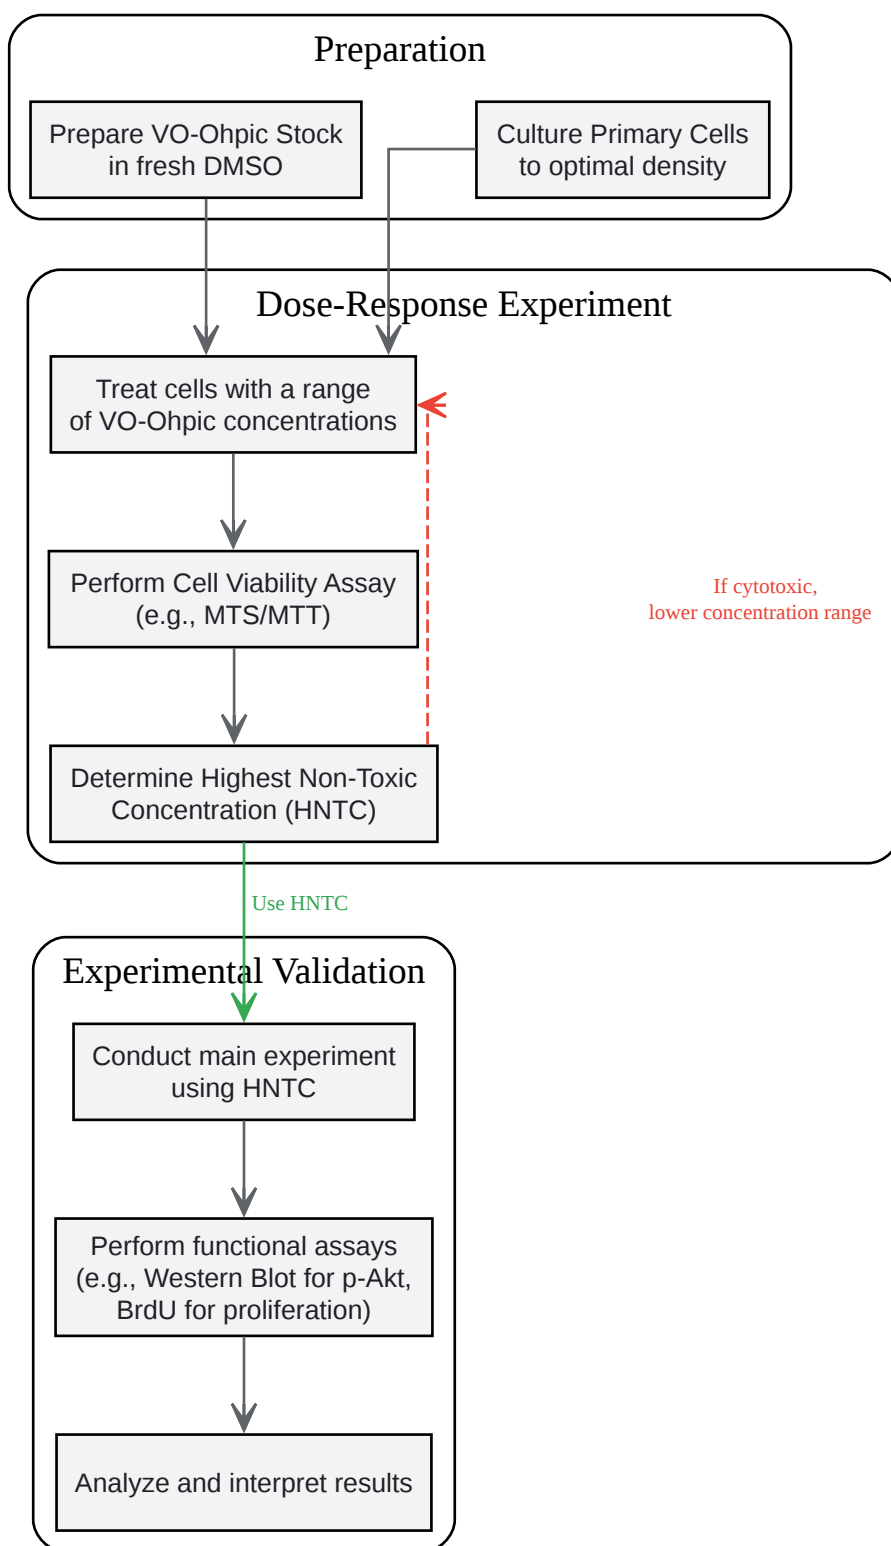 Preparation
Prepare VO-Ohpic Stock
in fresh DMSO
Culture Primary Cells
to optimal density
Dose-Response Experiment
Treat cells with a range
of VO-Ohpic concentrations
Perform Cell Viability Assay
(e.g., MTS/MTT)
If cytotoxic,
lower concentration range
Determine Highest Non-Toxic
Concentration (HNTC)
Use HNTC
Experimental Validation
Conduct main experiment
using HNTC
Perform functional assays
(e.g., Western Blot for p-Akt,
BrdU for proliferation)
Analyze and interpret results